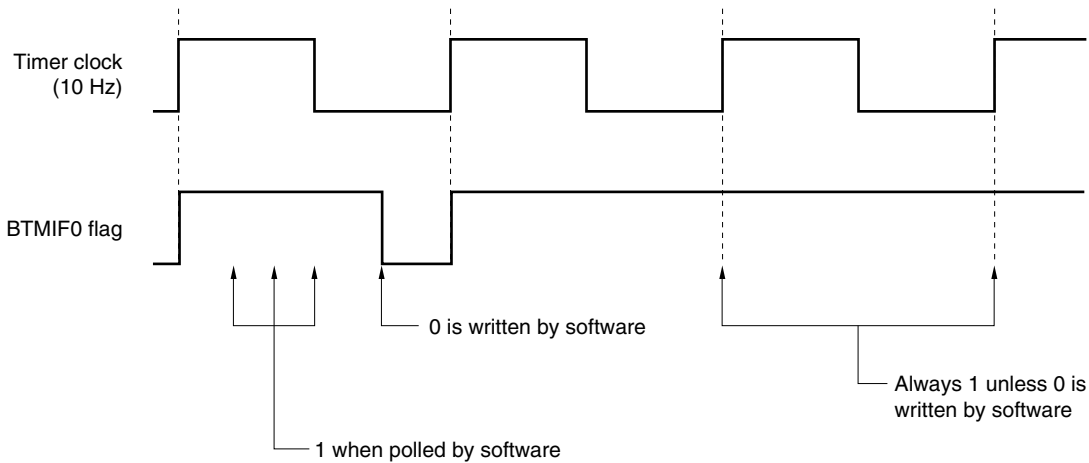 Timer clock
(10 Hz)
BTMIF0 flag
0 is written by software
Always 1 unless 0 is
written by software
1 when polled by software